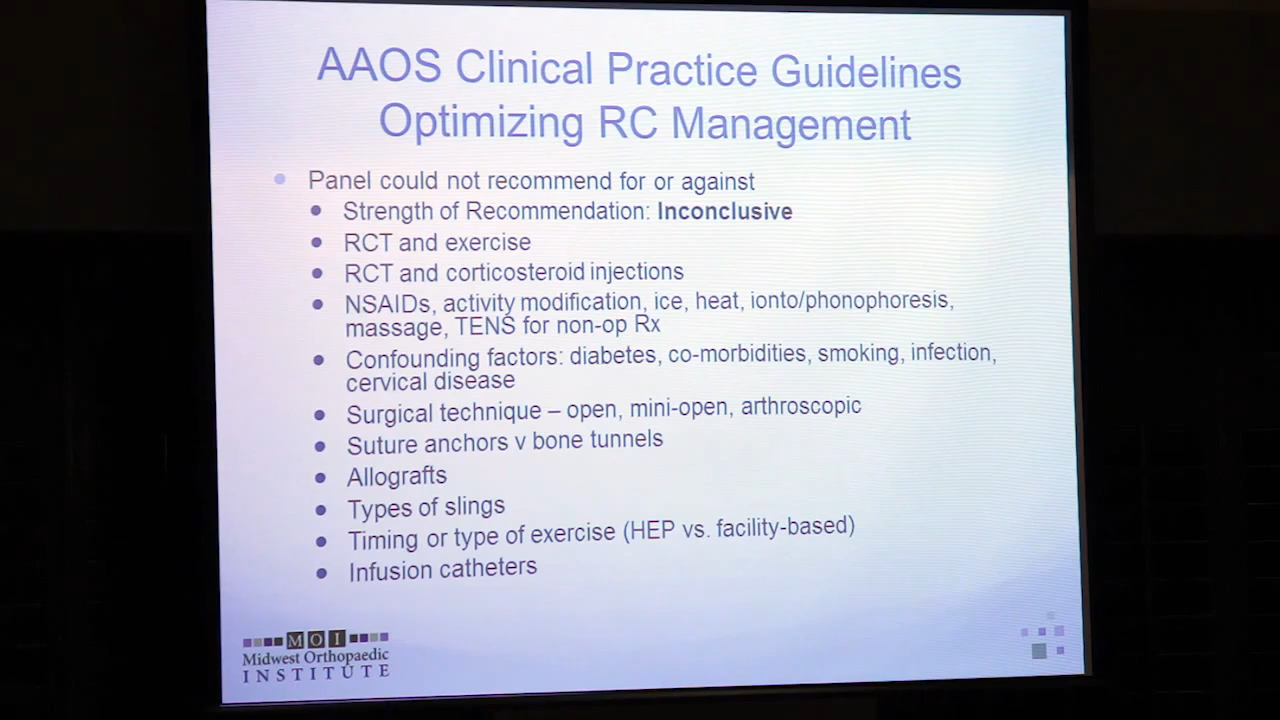 AAOS Clinical Practice Guidelines
Optimizing RC Management
Panel could not recommend for or against
Strength of Recommendation: Inconclusive
RCT and exercise
RCT and corticosteroid injections
NSAIDs, activity modification, ice, heat, ionto/phonophoresis,
massage, TENS for non-op Rx
Confounding factors: diabetes, co-morbidities, smoking, infection,
cervical disease
Surgical technique – open, mini-open, arthroscopic
Suture anchors v bone tunnels
Allografts
Types of slings
Timing or type of exercise (HEP vs. facility-based)
Infusion catheters
MOI
Midwest Orthopaedic
INSTITUTE